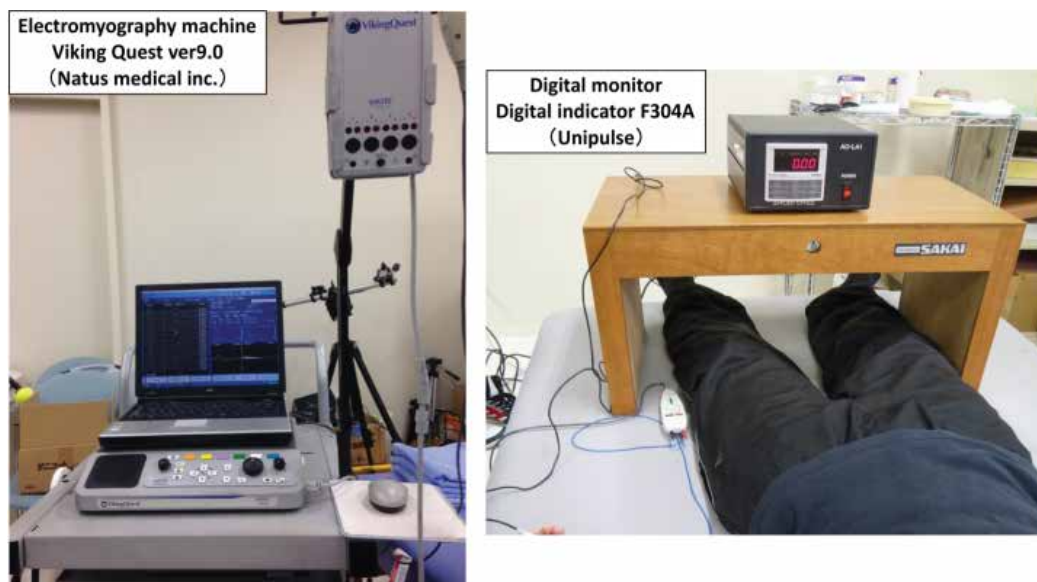 Electromyography machine
Viking Quest ver9.0
（Natus medical inc.）
VikingQuest
VikingQuest
Digital monitor
Digital indicator F304A
（Unipulse）
AD-LA1
0.00
POWER
SAKAI